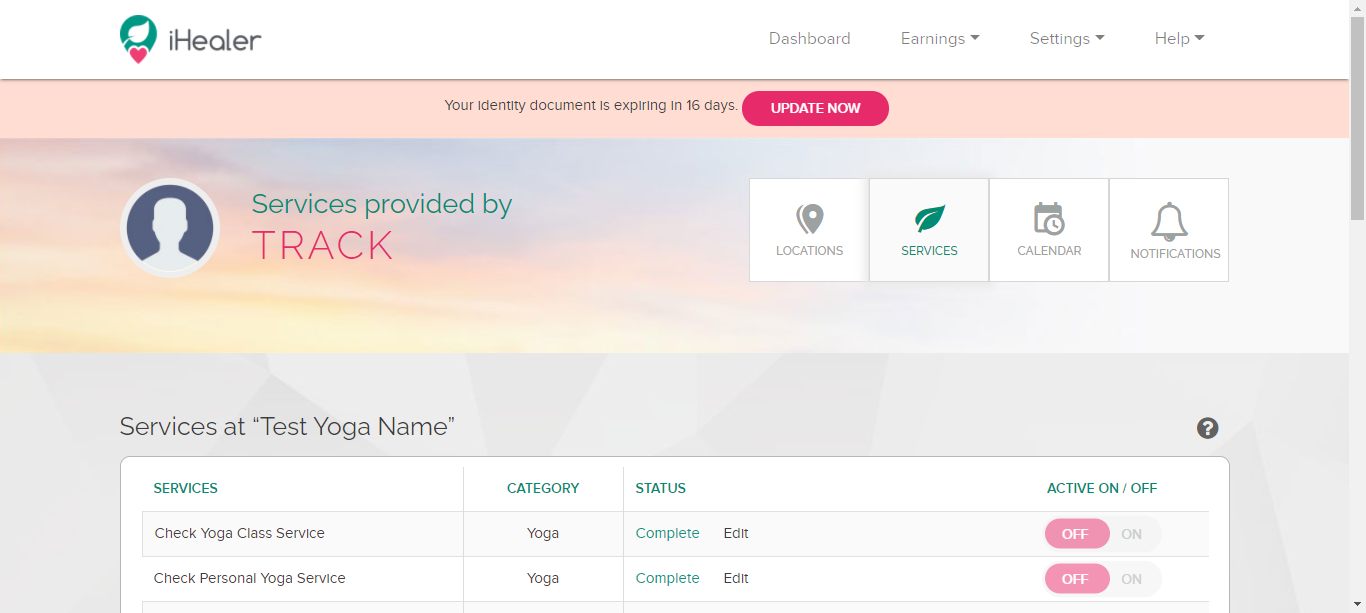 iHealer
Dashboard Earnings Settings Help
Your identity document is expiring in 16 days. UPDATE NOW
Services provided by
TRACK
LOCATIONS SERVICES CALENDAR NOTIFICATIONS
Services at “Test Yoga Name”
?
SERVICES CATEGORY STATUS ACTIVE ON / OFF
Check Yoga Class Service Yoga Complete Edit OFF ON
Check Personal Yoga Service Yoga Complete Edit OFF ON